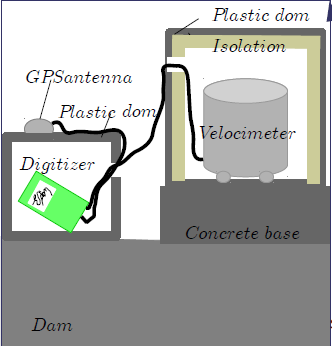 Plastic dom
Isolation
GPSantenna
Plastic dom
Velocimeter
Digitizer
Concrete base
Dam